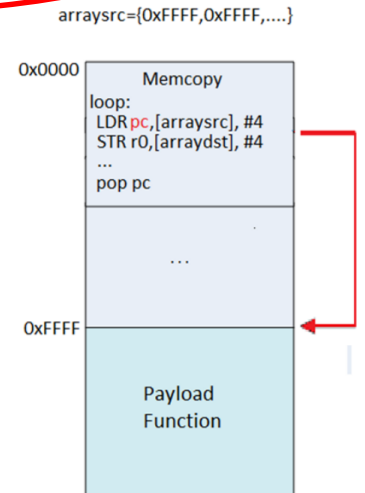 arraysrc={0xFFFF,0xFFFF,....}
0x0000
Memcopy
loop:
LDR pc,[arraysrc], #4
STR r0,[arraydst], #4
...
pop pc
...
0xFFFF
Payload
Function